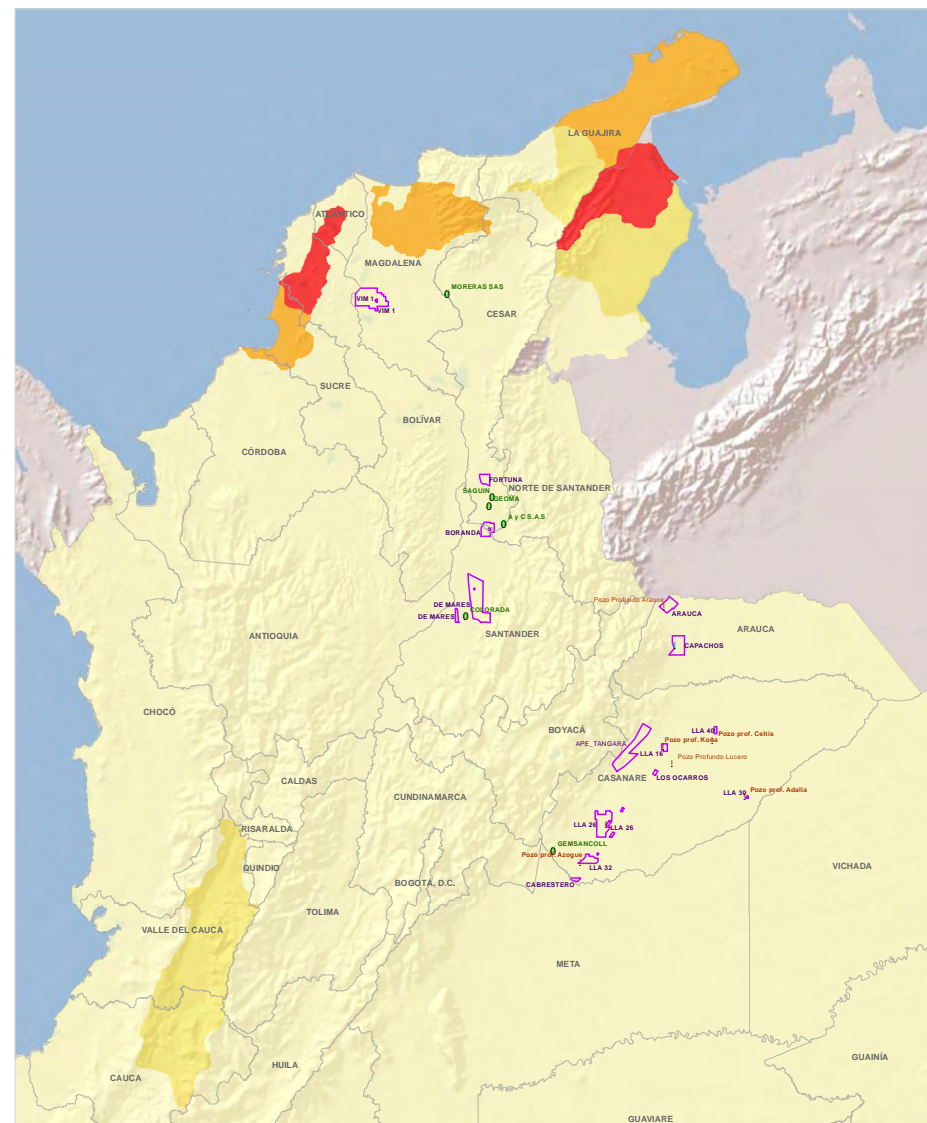 LA GUAJIRA
ATLÁNTICO
MAGDALENA
MORERAS SAS
VIM 1
VIM 1
CESAR
SUCRE
BOLÍVAR
CÓRDOBA
FORTUNA
NORTE DE SANTANDER
SAGUIN
GEOMA
A y C S.A.S
BORANDA
DE MARES
COLORADA
DE MARES
SANTANDER
ANTIOQUIA
Pozo Profundo Arauca
ARAUCA
ARAUCA
CAPACHOS
CHOCÓ
BOYACÁ
LLA 40
Pozo prof. Celtis
APE_TANGARA
Pozo prof. Koala
LLA 16
Pozo Profundo Lucero
CASANARE
LOS OCARROS
CALDAS
CUNDINAMARCA
LLA 30
Pozo prof. Adalia
RISARALDA
LLA 26
LLA 26
GEMSANCOLL
Pozo prof. Azogue
LLA 32
QUINDIO
BOGOTÁ, D.C.
CABRESTERO
VICHADA
TOLIMA
VALLE DEL CAUCA
META
GUAINÍA
HUILA
CAUCA
GUAVIARE